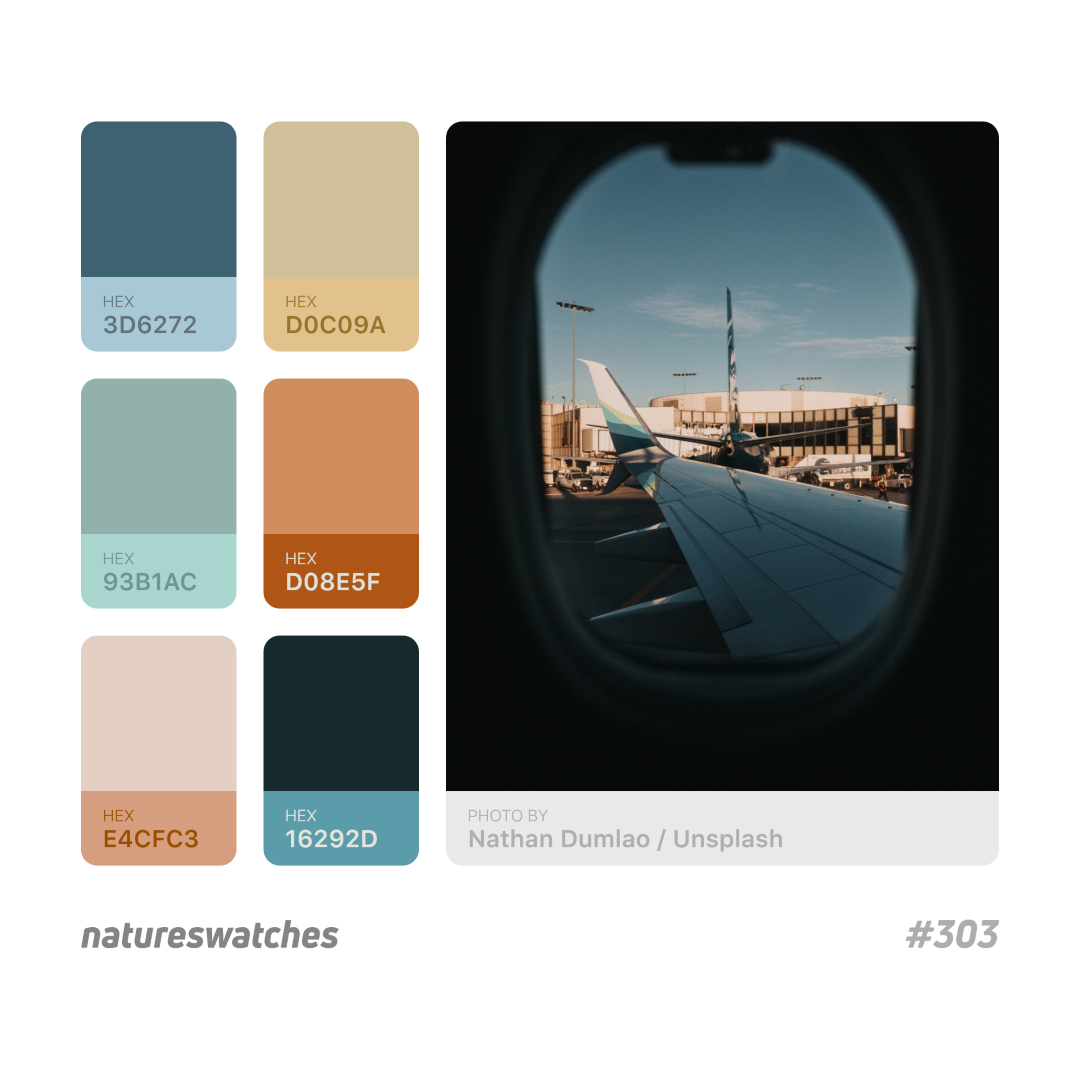 HEX
3D6272
HEX
D0C09A
HEX
93B1AC
HEX
D08E5F
HEX
E4CFC3
HEX
16292D
PHOTO BY
Nathan Dumlao / Unsplash
natureswatches
#303